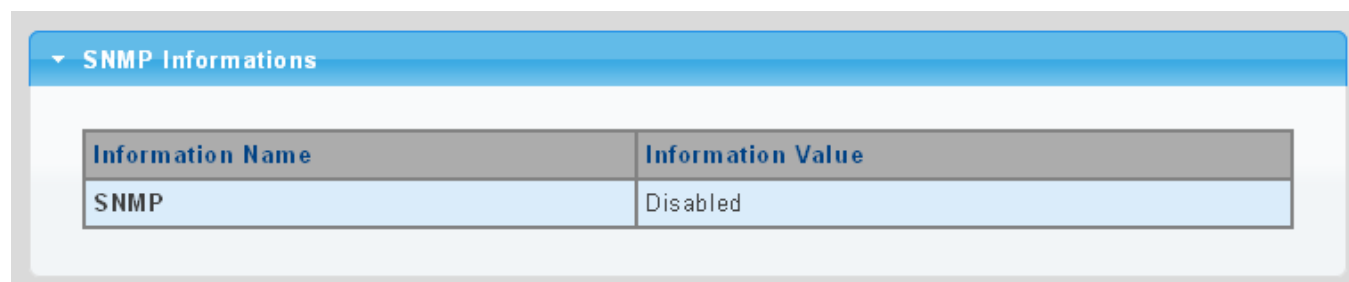 SNMP Informations
Information Name Information Value
SNMP Disabled